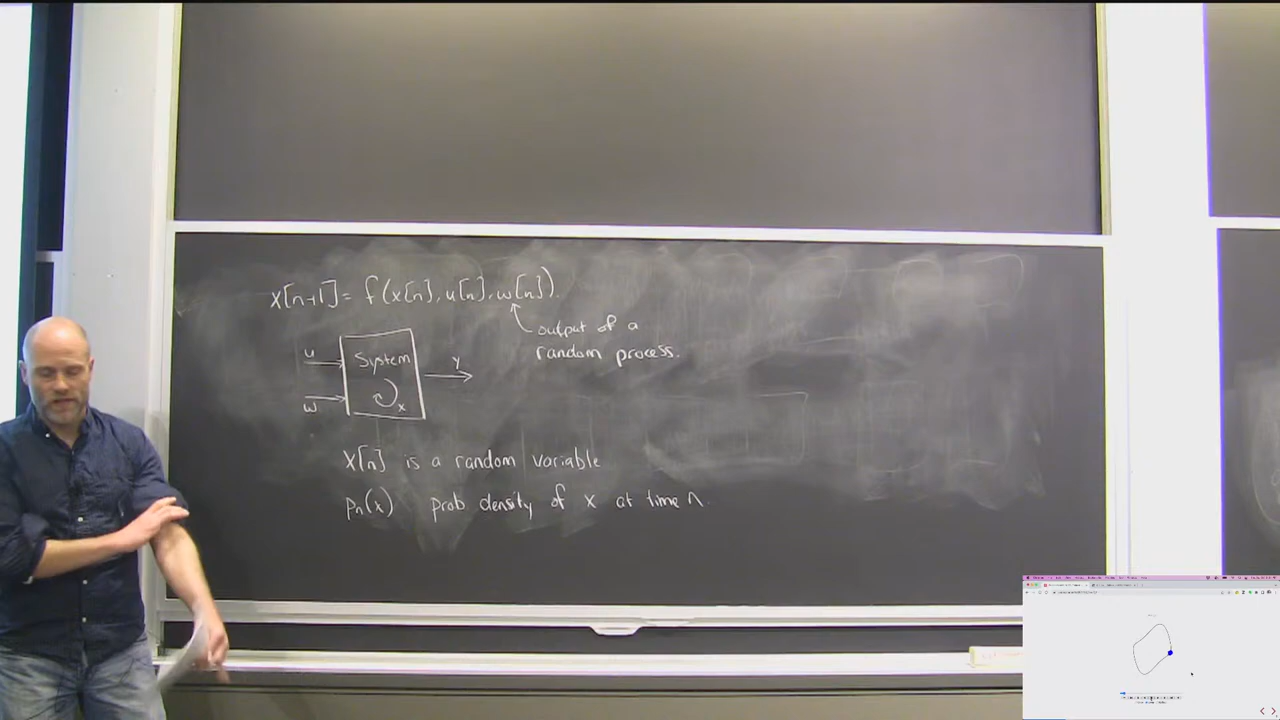 x[n+1] = f(x[n], u[n], w[n]).
output of a
random process.
u
System
y
w
x
x[n] is a random variable
pₙ(x) prob density of x at time n.